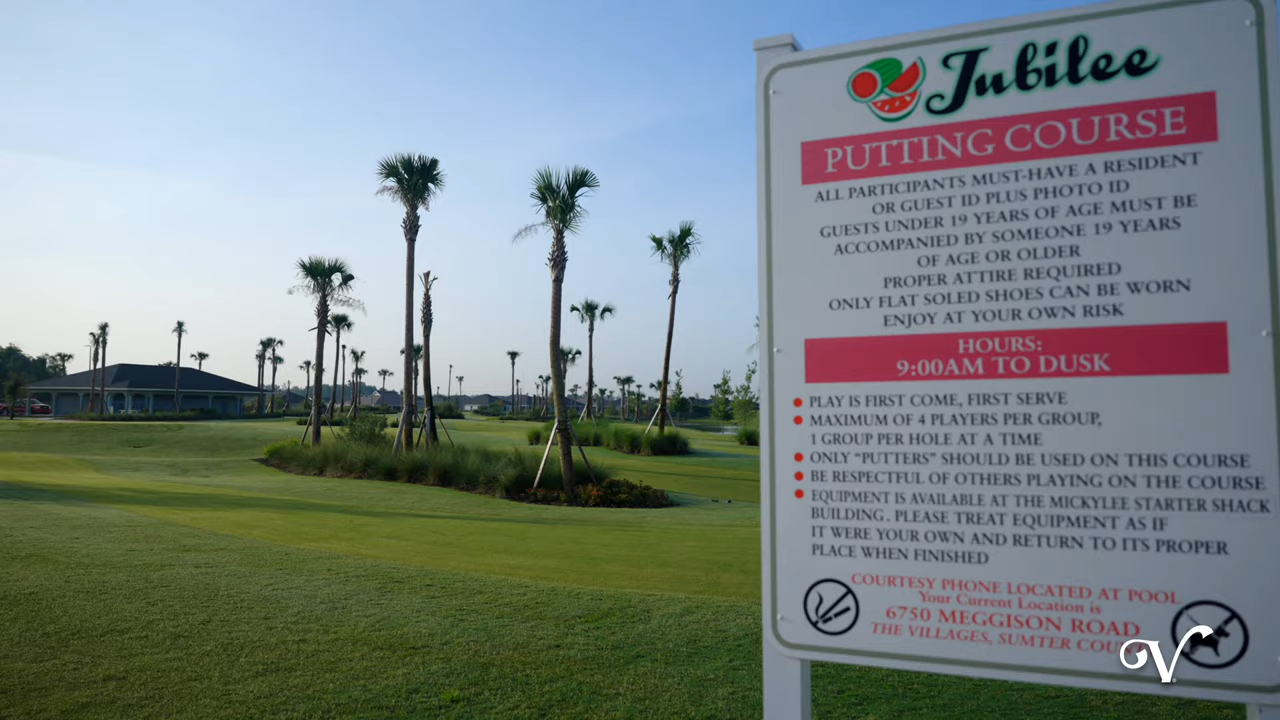 Jubilee
PUTTING COURSE
ALL PARTICIPANTS MUST-HAVE A RESIDENT
OR GUEST ID PLUS PHOTO ID
GUESTS UNDER 19 YEARS OF AGE MUST BE
ACCOMPANIED BY SOMEONE 19 YEARS
OF AGE OR OLDER
PROPER ATTIRE REQUIRED
ONLY FLAT SOLED SHOES CAN BE WORN
ENJOY AT YOUR OWN RISK
HOURS:
9:00AM TO DUSK
PLAY IS FIRST COME, FIRST SERVE
MAXIMUM OF 4 PLAYERS PER GROUP,
1 GROUP PER HOLE AT A TIME
ONLY "PUTTERS" SHOULD BE USED ON THIS COURSE
BE RESPECTFUL OF OTHERS PLAYING ON THE COURSE
EQUIPMENT IS AVAILABLE AT THE MICKYLEE STARTER SHACK
BUILDING. PLEASE TREAT EQUIPMENT AS IF
IT WERE YOUR OWN AND RETURN TO ITS PROPER
PLACE WHEN FINISHED
COURTESY PHONE LOCATED AT POOL
Your Current Location is
6750 MEGGISON ROAD
THE VILLAGES, SUMTER COUNTY
V